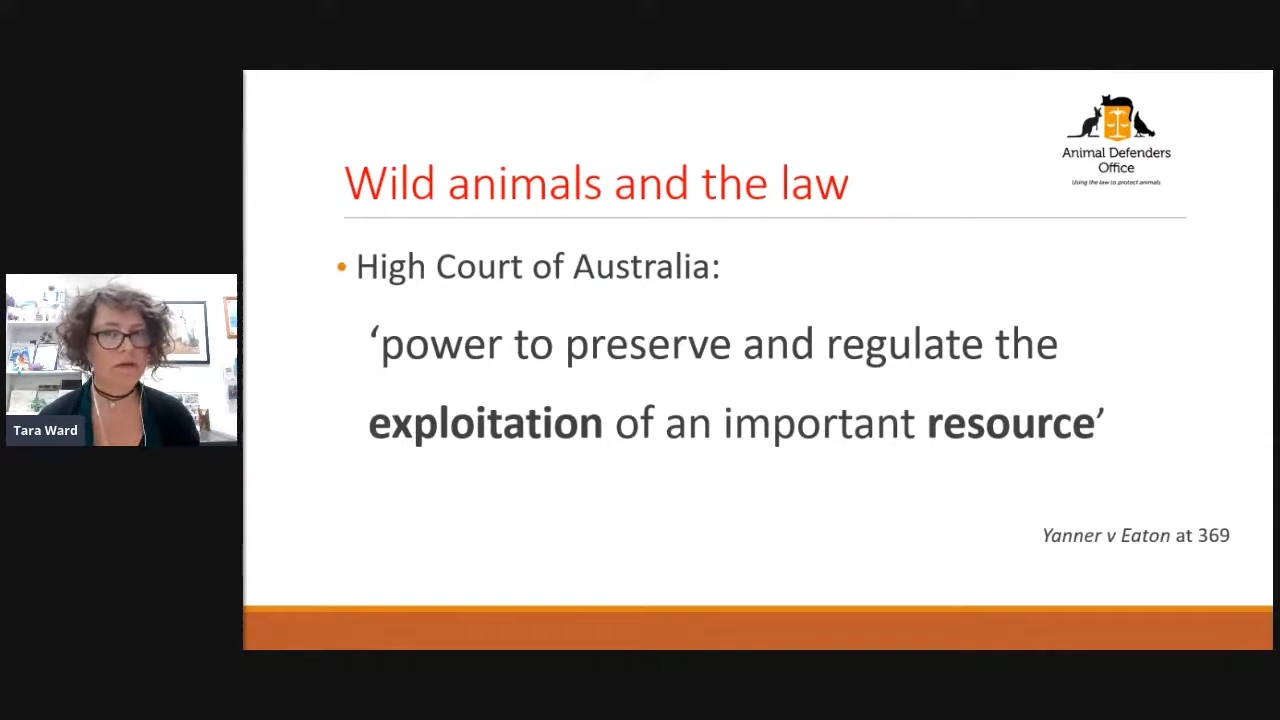 Animal Defenders
Office
Using the law to protect animals
Wild animals and the law
• High Court of Australia:
‘power to preserve and regulate the
exploitation of an important resource’
Yanner v Eaton at 369
Tara Ward